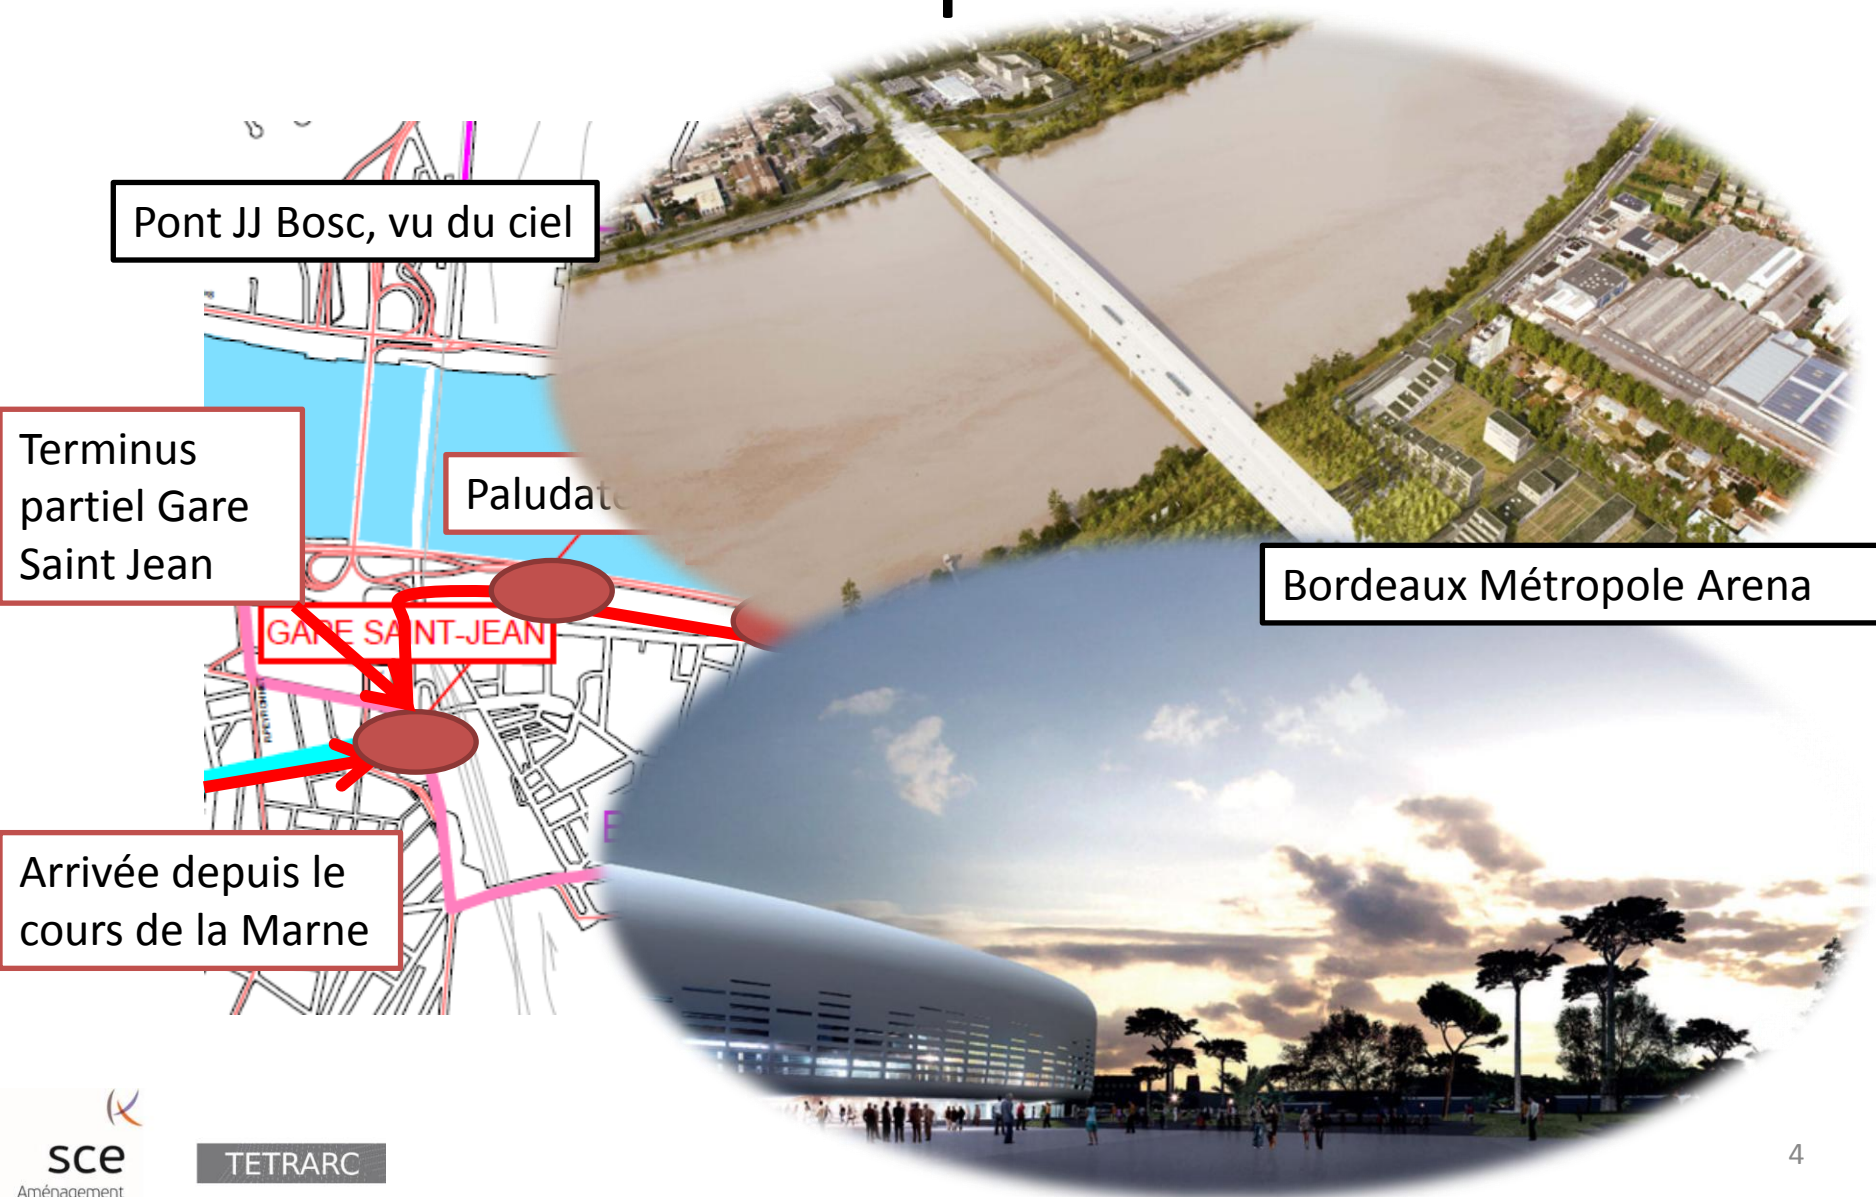 Pont JJ Bosc, vu du ciel
Terminus
partiel Gare
Saint Jean
Paludate
GARE SAINT-JEAN
Bordeaux Métropole Arena
Arrivée depuis le
cours de la Marne
sce
Aménagement
TETRARC
4